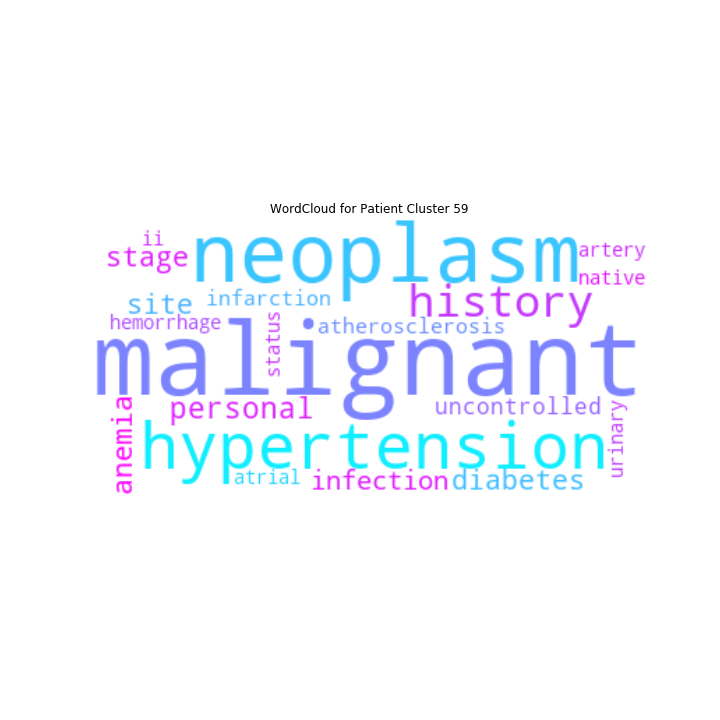 WordCloud for Patient Cluster 59
neoplasm
ii
stage
artery
native
site
infarction
history
hemorrhage
status
atherosclerosis
malignant
anemia
personal
uncontrolled
urinary
hypertension
atrial
infection
diabetes